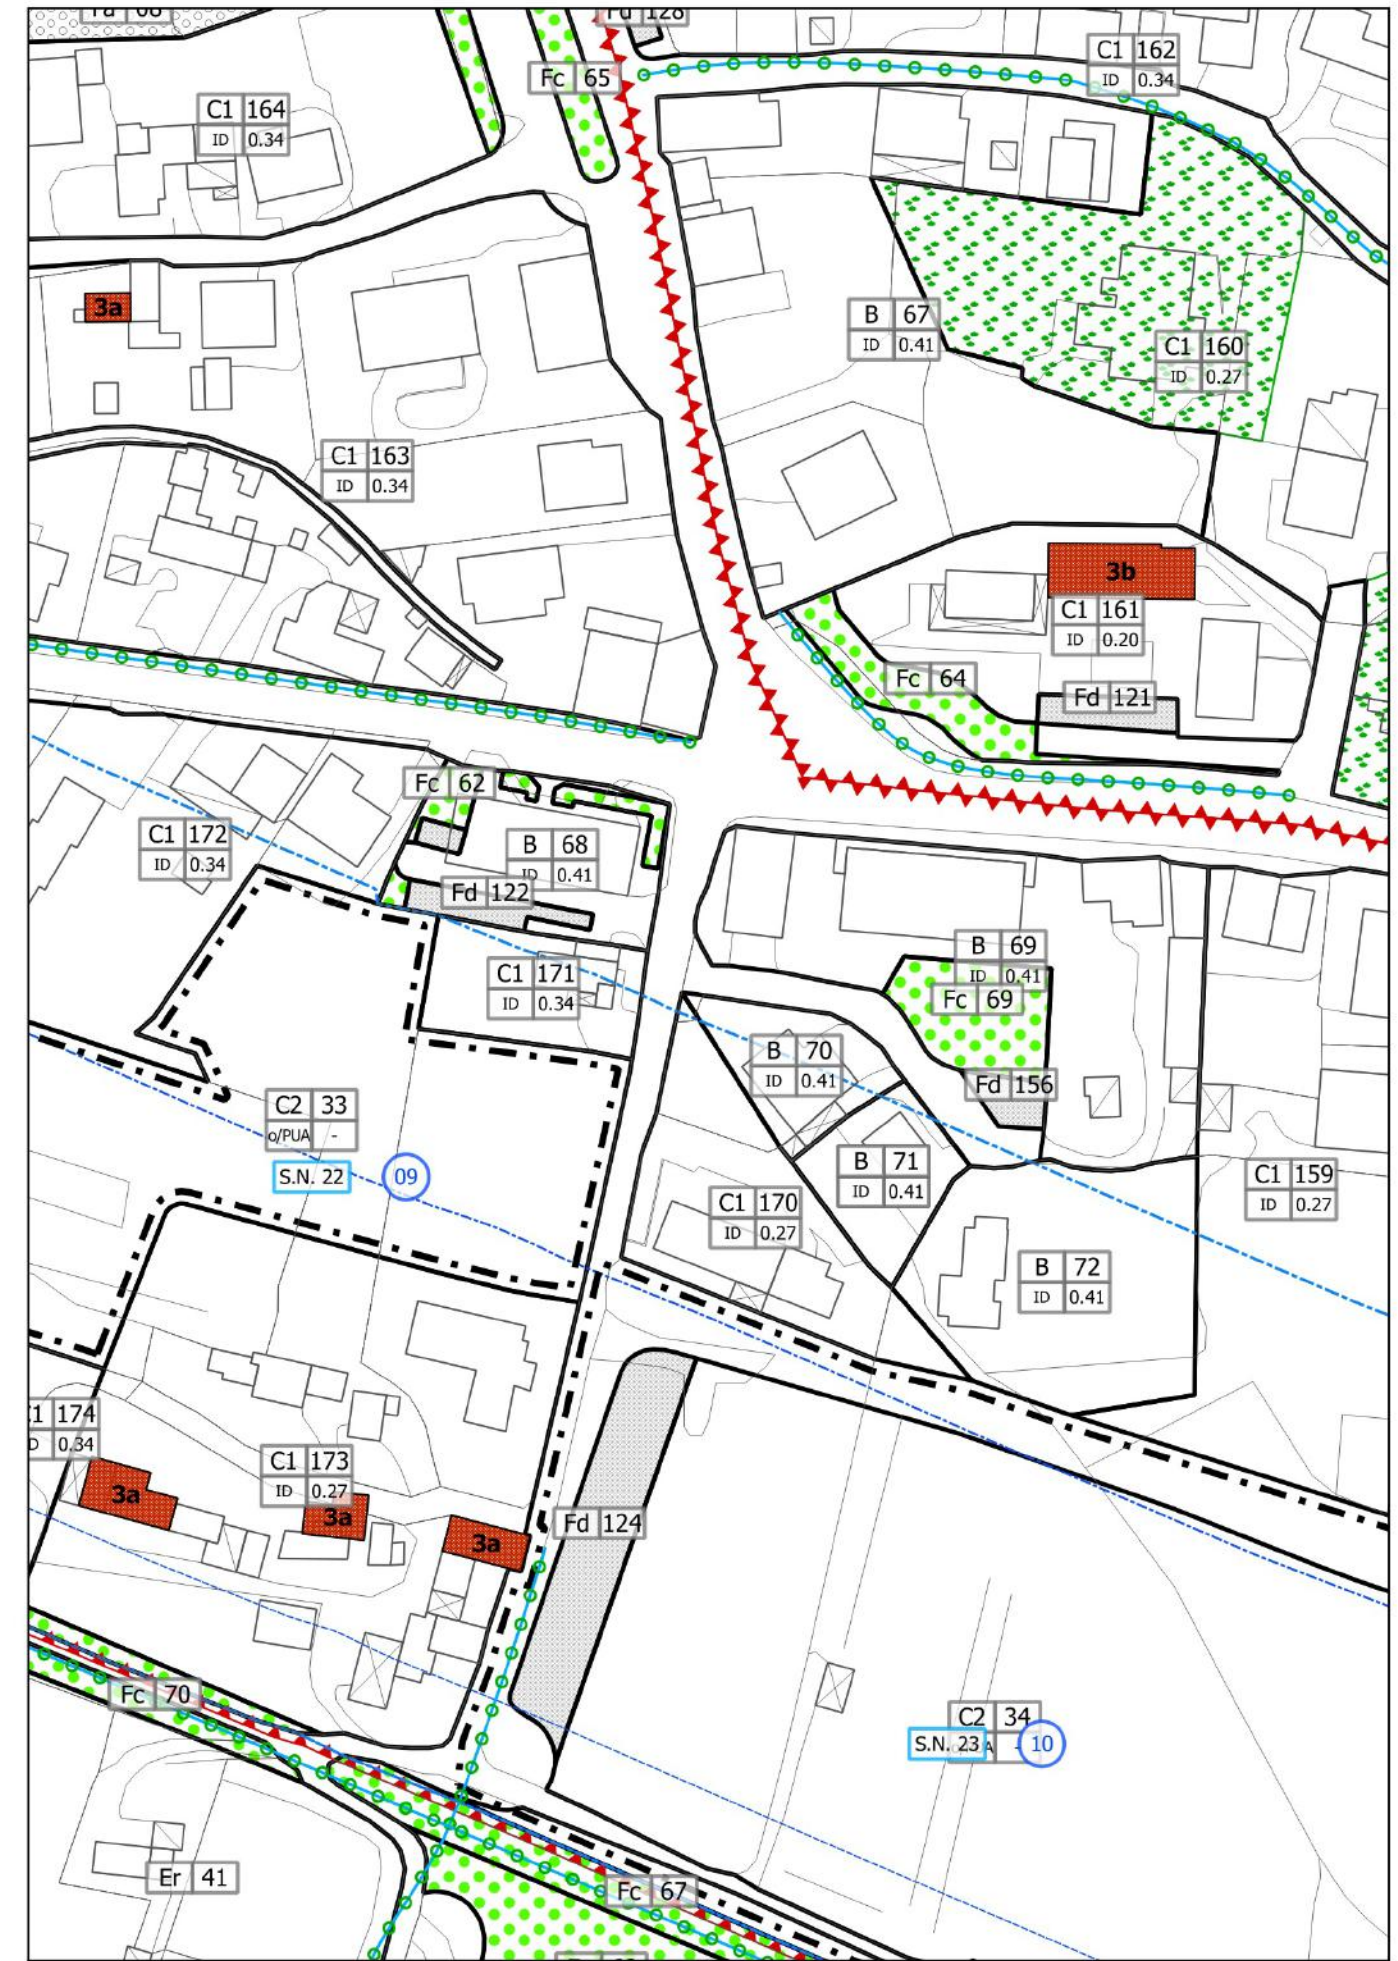 Fd 128
C1 162
ID 0.34
Fc 65
C1 164
ID 0.34
3a
B 67
ID 0.41
C1 160
ID 0.27
C1 163
ID 0.34
3b
C1 161
ID 0.20
Fc 64
Fd 121
Fc 62
C1 172
ID 0.34
B 68
ID 0.41
Fd 122
B 69
ID 0.41
C1 171
ID 0.34
Fc 69
B 70
ID 0.41
Fd 156
C2 33
o/PUA -
S.N. 22
09
B 71
ID 0.41
C1 159
ID 0.27
C1 170
ID 0.27
B 72
ID 0.41
174
0.34
C1 173
ID 0.27
3a
3a
3a
Fd 124
Fc 70
C2 34
S.N. 23
10
Er 41
Fc 67